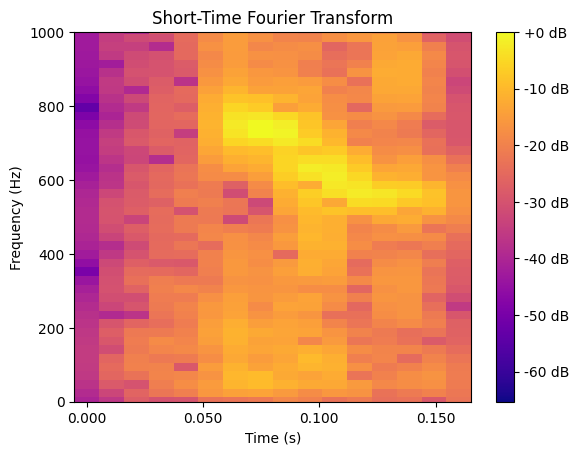 Short-Time Fourier Transform
1000
800
600
400
200
0
Frequency (Hz)
0.000
0.050
0.100
0.150
Time (s)
+0 dB
-10 dB
-20 dB
-30 dB
-40 dB
-50 dB
-60 dB